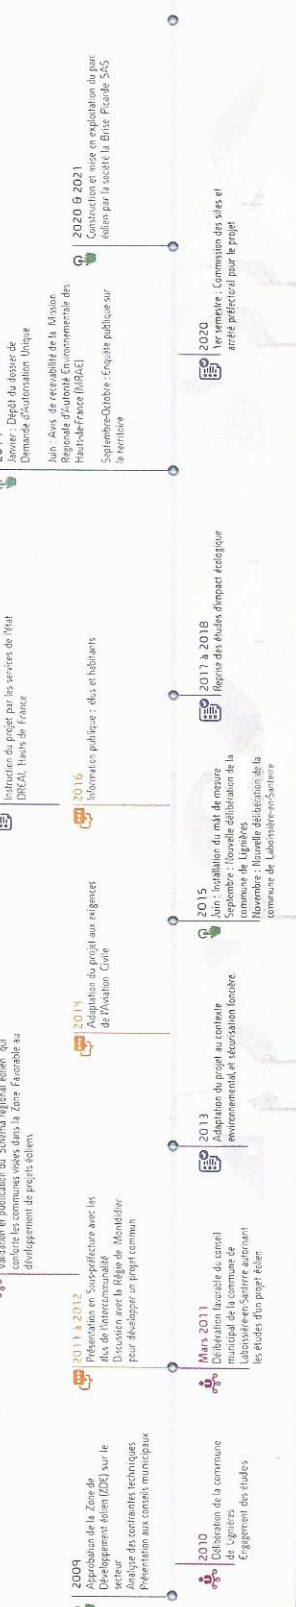 2009
Approbation de la Zone de
Développement éolien (ZDE) sur le
secteur
Analyse des contraintes techniques
Présentation aux conseils municipaux
2010
Délibération de la commune
de Lignières
Engagement des études
Mars 2011
Délibération favorable du conseil
municipal de la commune de
Laboissière-en-Santerre autorisant
les études d'un projet éolien
2011 à 2012
Présentation en Sous-préfecture avec les
élus de l'intercommunalité
Discussion avec la Régie de Montdidier
pour développer un projet commun
Validation et publication du Schéma régional éolien qui
conforte les communes visées dans la Zone Favorable au
développement de projets éoliens
2013
Adaptation du projet au contexte
environnemental, et sécurisation foncière.
2014
Adaptation du projet aux exigences
de l'Aviation Civile
2015
Juin : Installation du mât de mesure
Septembre : Nouvelle délibération de la
commune de Lignières
Novembre : Nouvelle délibération de la
commune de Laboissière-en-Santerre
2016
Information publique : élus et habitants
Instruction du projet par les services de l'état
DREAL Hauts de France
2017 à 2018
Reprise des études d'impact écologique
Janvier : Dépôt du dossier de
Demande d'Autorisation Unique
Juin : Avis de recevabilité de la Mission
Régionale d'Autorité Environnementale des
Hauts-de-France (MRAE)
Septembre-Octobre : Enquête publique sur
le territoire
2020
1er semestre : Commission des sites et
arrêté préfectoral pour le projet
2020 & 2021
Construction et mise en exploitation du parc
éolien par la société la Brise Picarde SAS